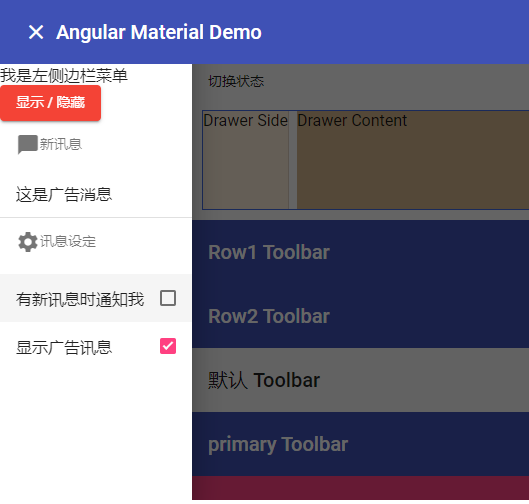 Angular Material Demo
我是左侧边栏菜单
显示 / 隐藏
新讯息
这是广告消息
讯息设定
有新讯息时通知我
显示广告讯息
切换状态
Drawer Side
Drawer Content
Row1 Toolbar
Row2 Toolbar
默认 Toolbar
primary Toolbar